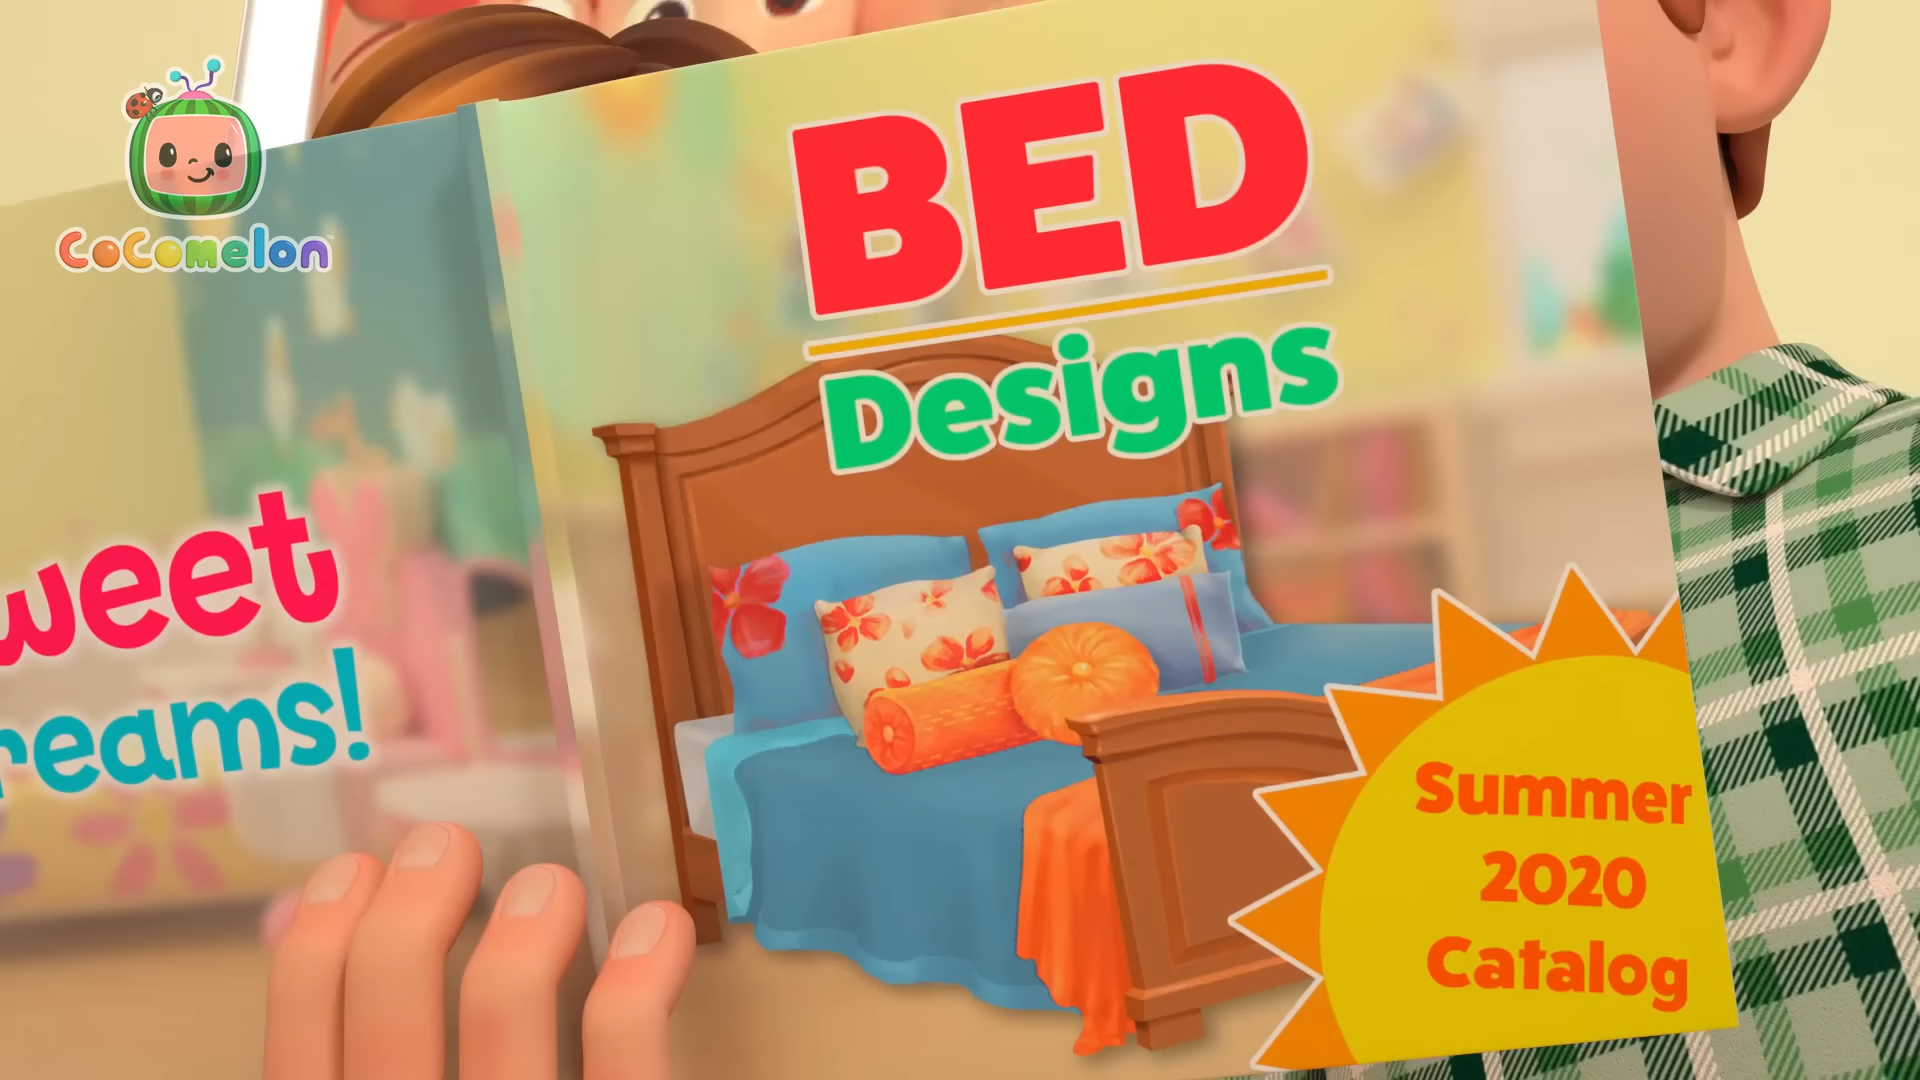 CoCoMelon
BED
Designs
weet
reams!
Summer
2020
Catalog